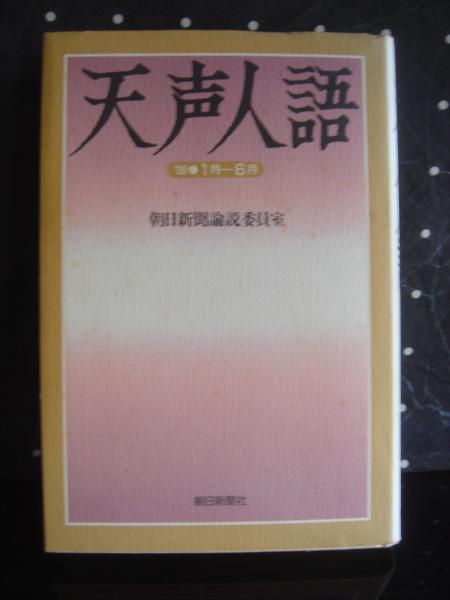 天声人語
1月—6月
朝日新聞論説委員室
朝日新聞社